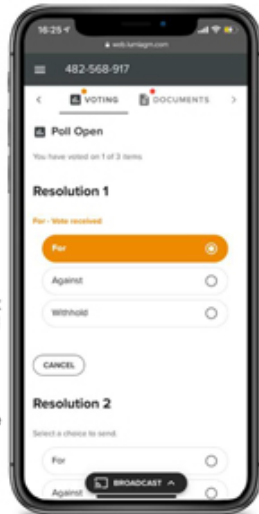 16:25
web.lumiagm.com
482-568-917
VOTING
DOCUMENTS
Poll Open
You have voted on 1 of 3 items
Resolution 1
For - Vote received
For
Against
Withhold
CANCEL
Resolution 2
Select a choice to send.
For
BROADCAST
Against